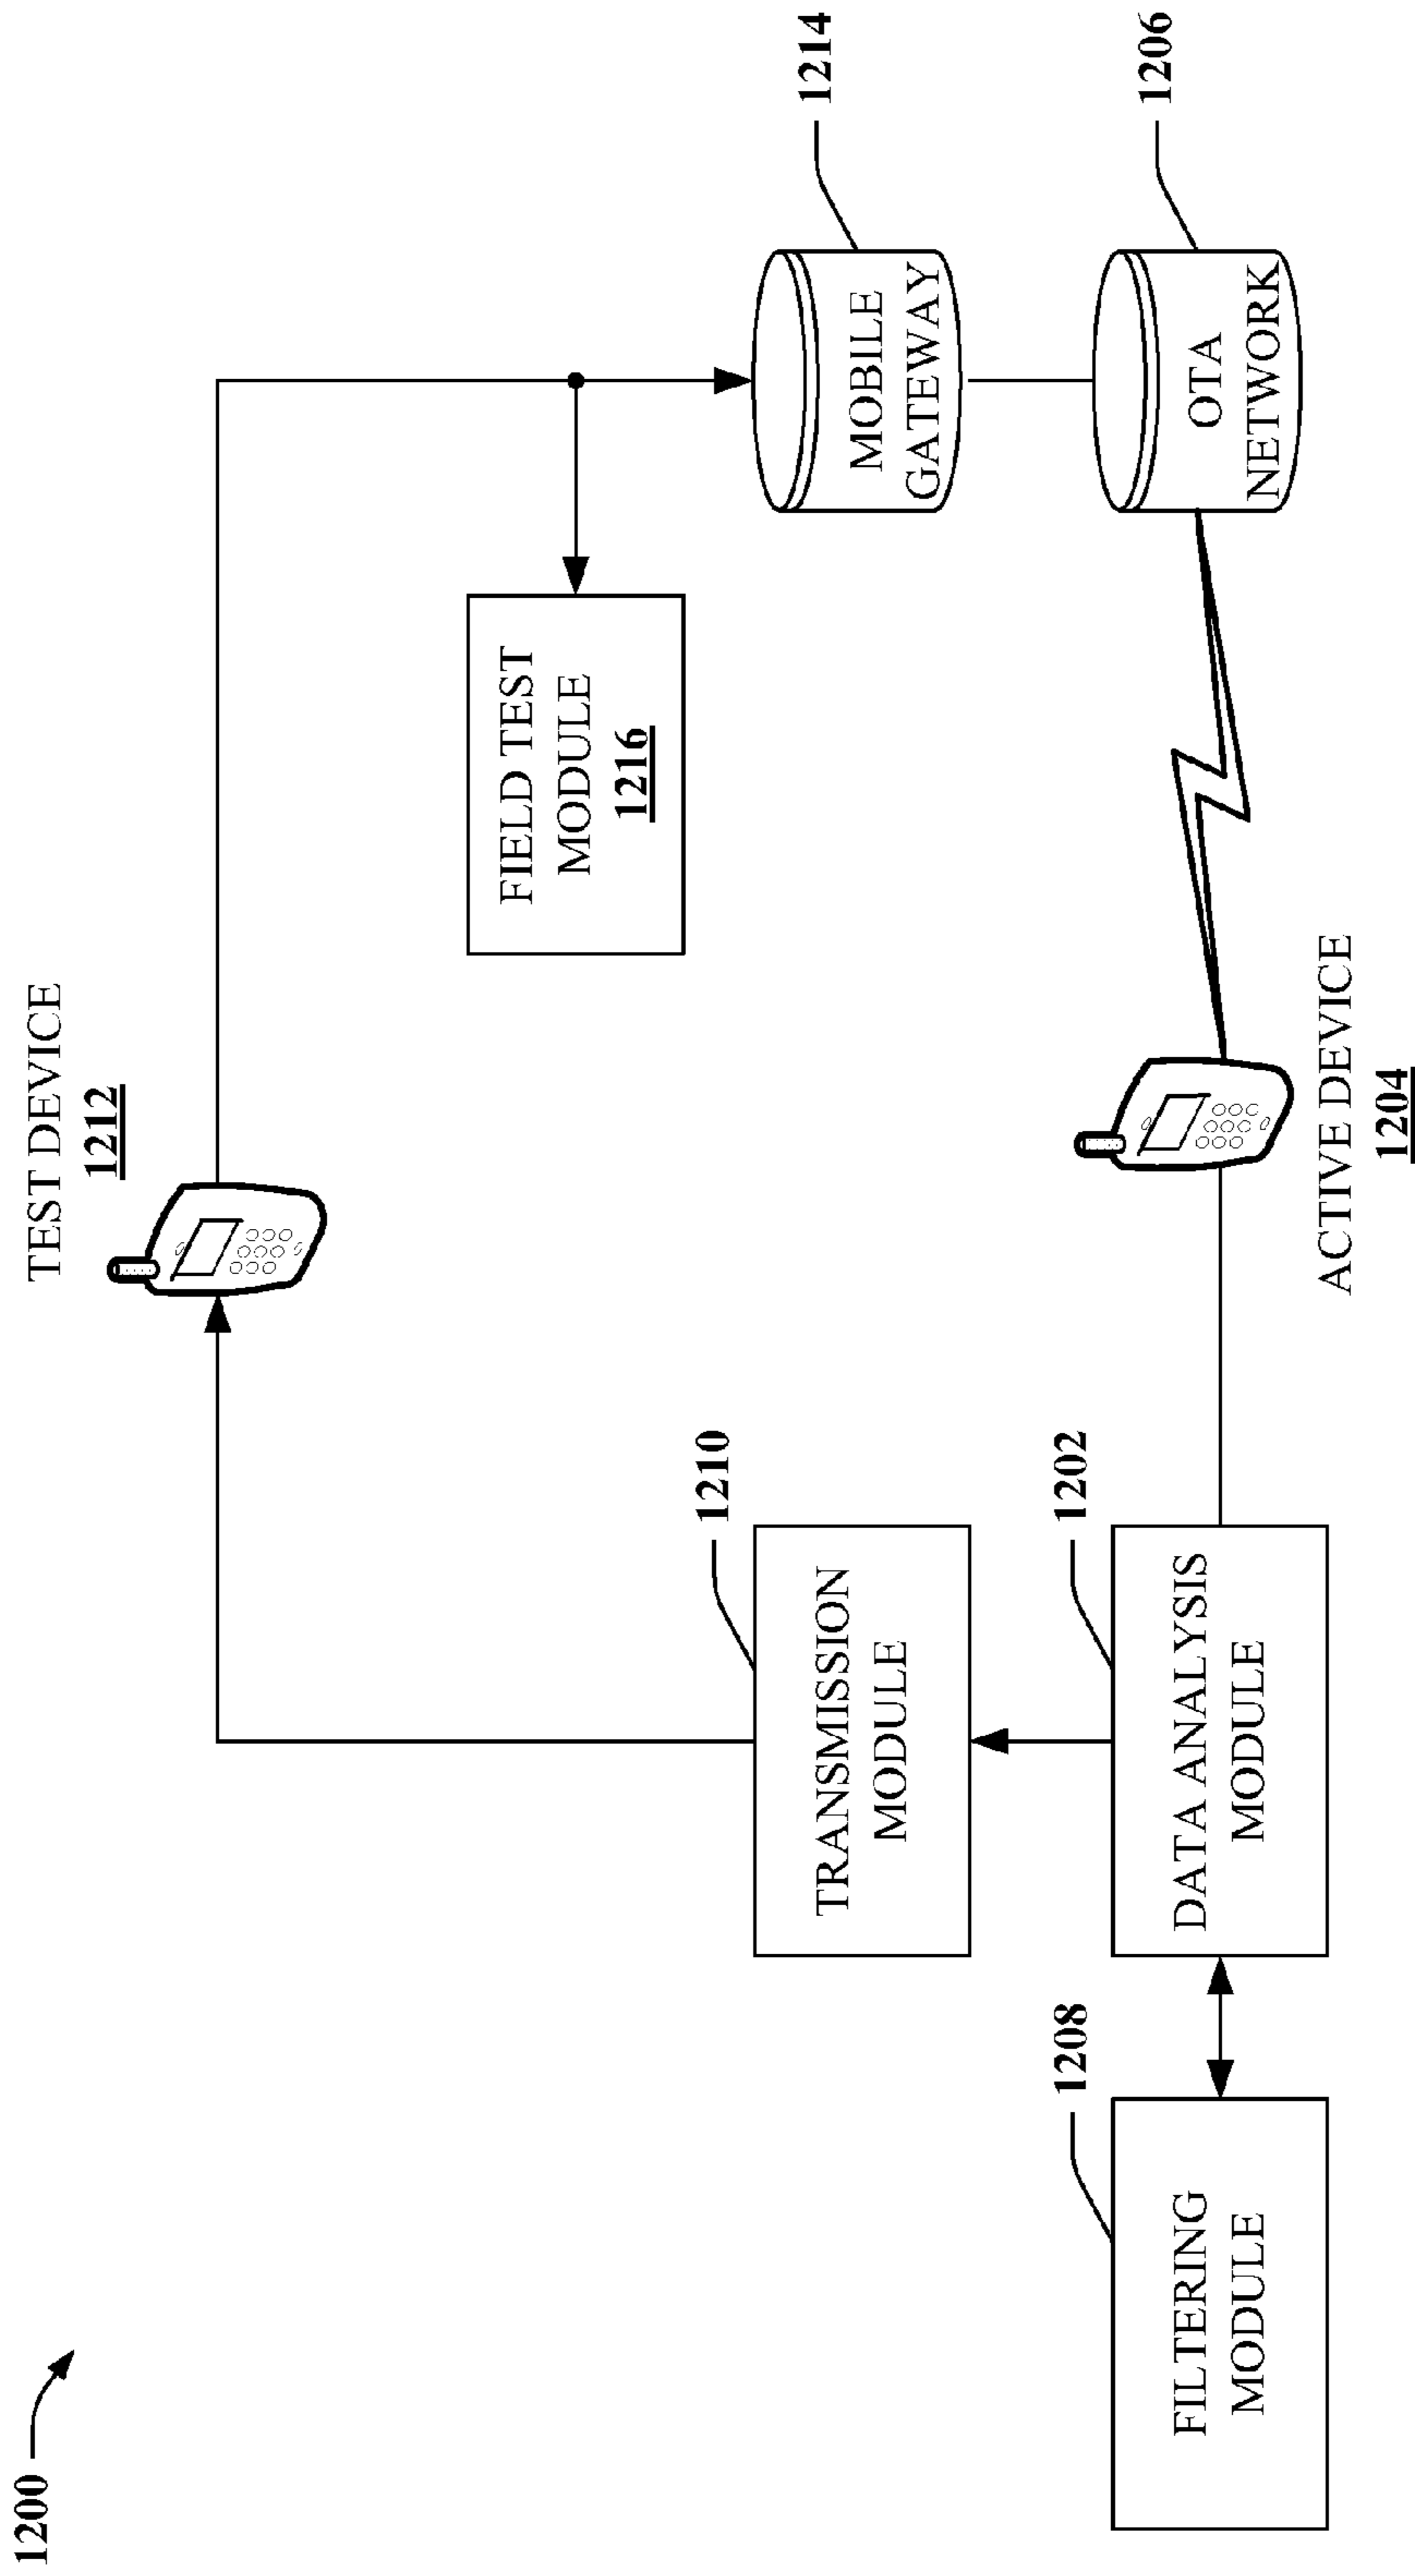 1200
TEST DEVICE
1212
FIELD TEST
MODULE
1216
1210
TRANSMISSION
MODULE
1214
MOBILE
GATEWAY
1208
FILTERING
MODULE
1202
DATA ANALYSIS
MODULE
1206
OTA
NETWORK
ACTIVE DEVICE
1204